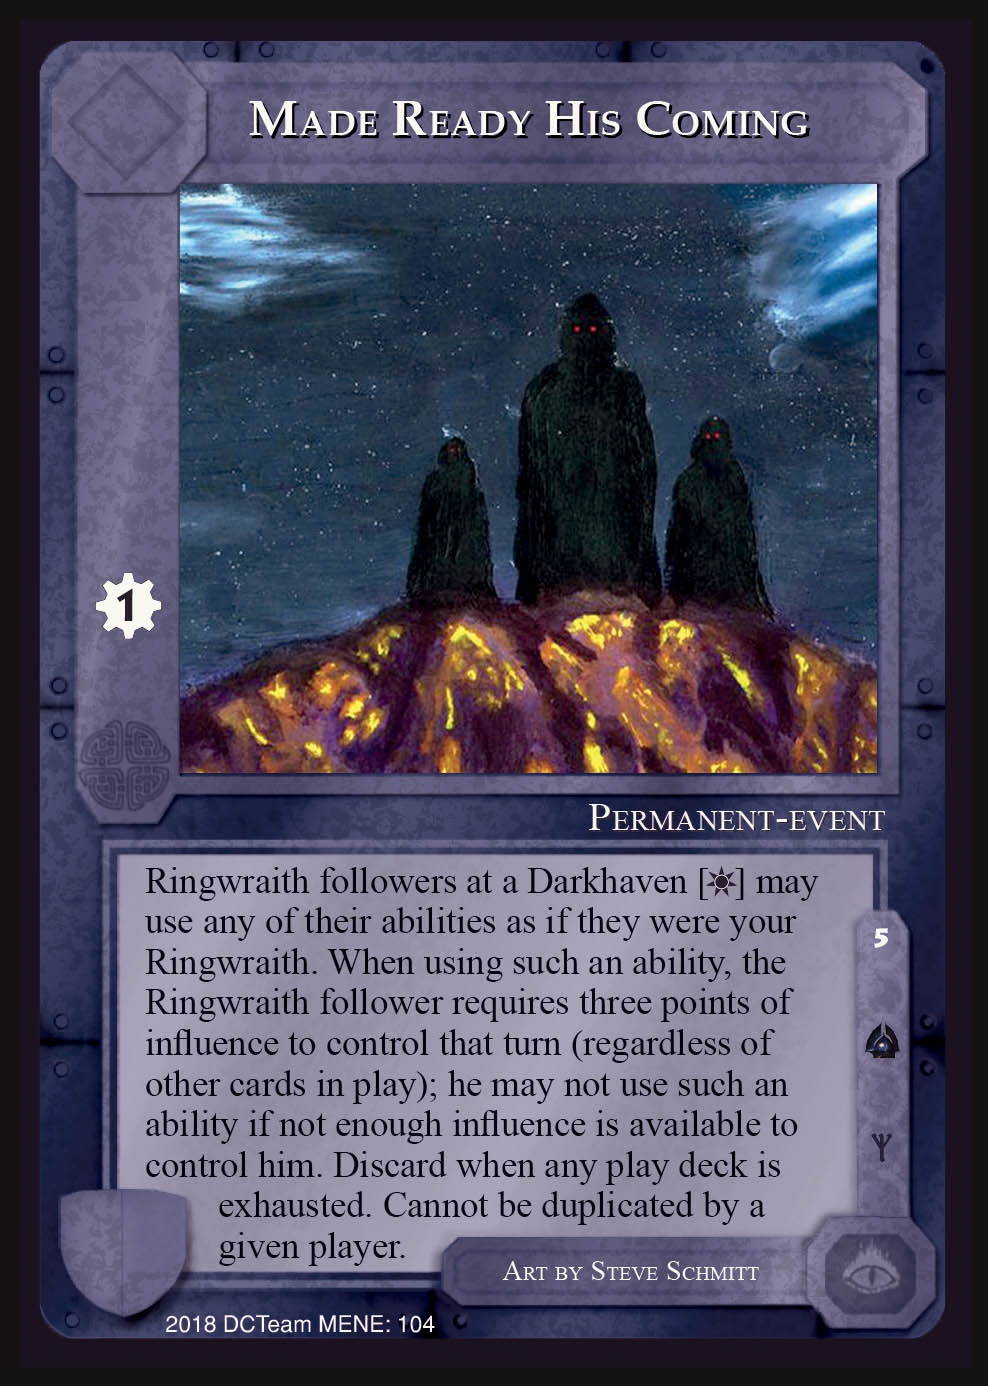 Made Ready His Coming
1
Permanent-event
Ringwraith followers at a Darkhaven [☀] may
use any of their abilities as if they were your
Ringwraith. When using such an ability, the
Ringwraith follower requires three points of
influence to control that turn (regardless of
other cards in play); he may not use such an
ability if not enough influence is available to
control him. Discard when any play deck is
exhausted. Cannot be duplicated by a
given player.
5
Art by Steve Schmitt
2018 DCTeam MENE: 104